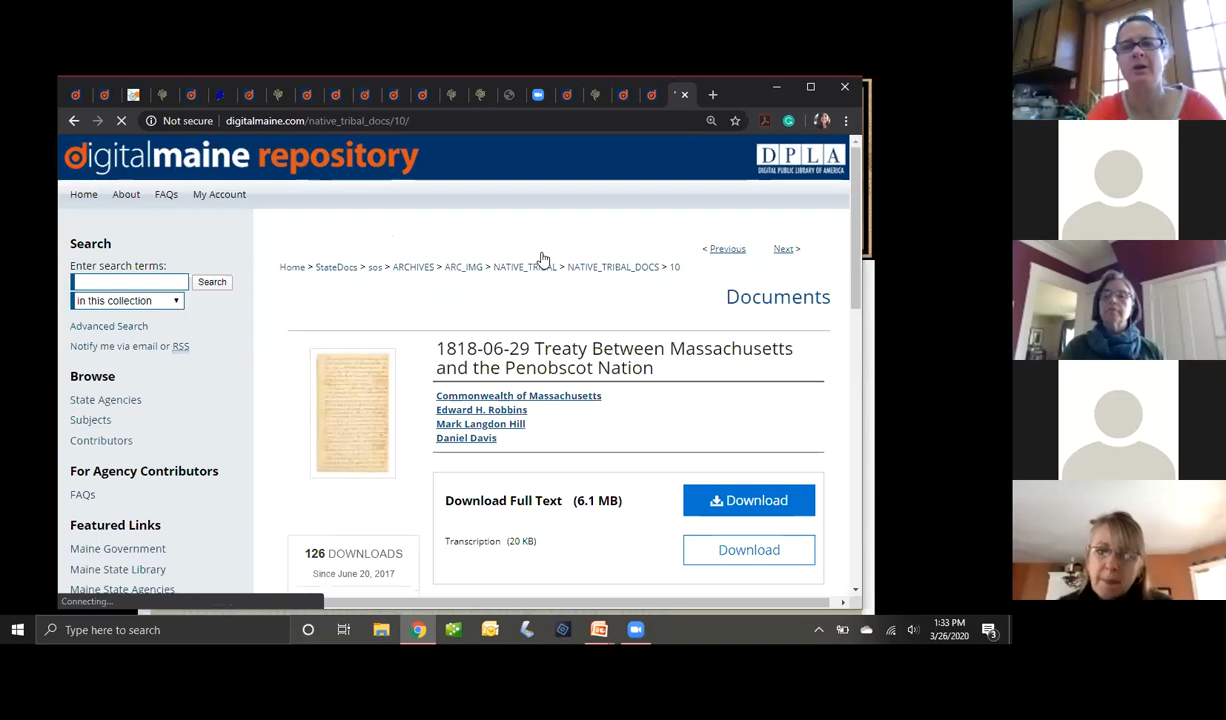 Not secure | digitalmaine.com/native_tribal_docs/10/
digitalmaine repository
DPLA
DIGITAL PUBLIC LIBRARY OF AMERICA
Home About FAQs My Account
< Previous Next >
Home > StateDocs > sos > ARCHIVES > ARC_IMG > NATIVE_TRIBAL > NATIVE_TRIBAL_DOCS > 10
Documents
Search
Enter search terms:
Search
in this collection
Advanced Search
Notify me via email or RSS
Browse
State Agencies
Subjects
Contributors
For Agency Contributors
FAQs
Featured Links
Maine Government
Maine State Library
Maine State Agencies
1818-06-29 Treaty Between Massachusetts
and the Penobscot Nation
Commonwealth of Massachusetts
Edward H. Robbins
Mark Langdon Hill
Daniel Davis
Download Full Text (6.1 MB) Download
Transcription (20 KB) Download
126 DOWNLOADS
Since June 20, 2017
Connecting...
Type here to search
1:33 PM
3/26/2020
3